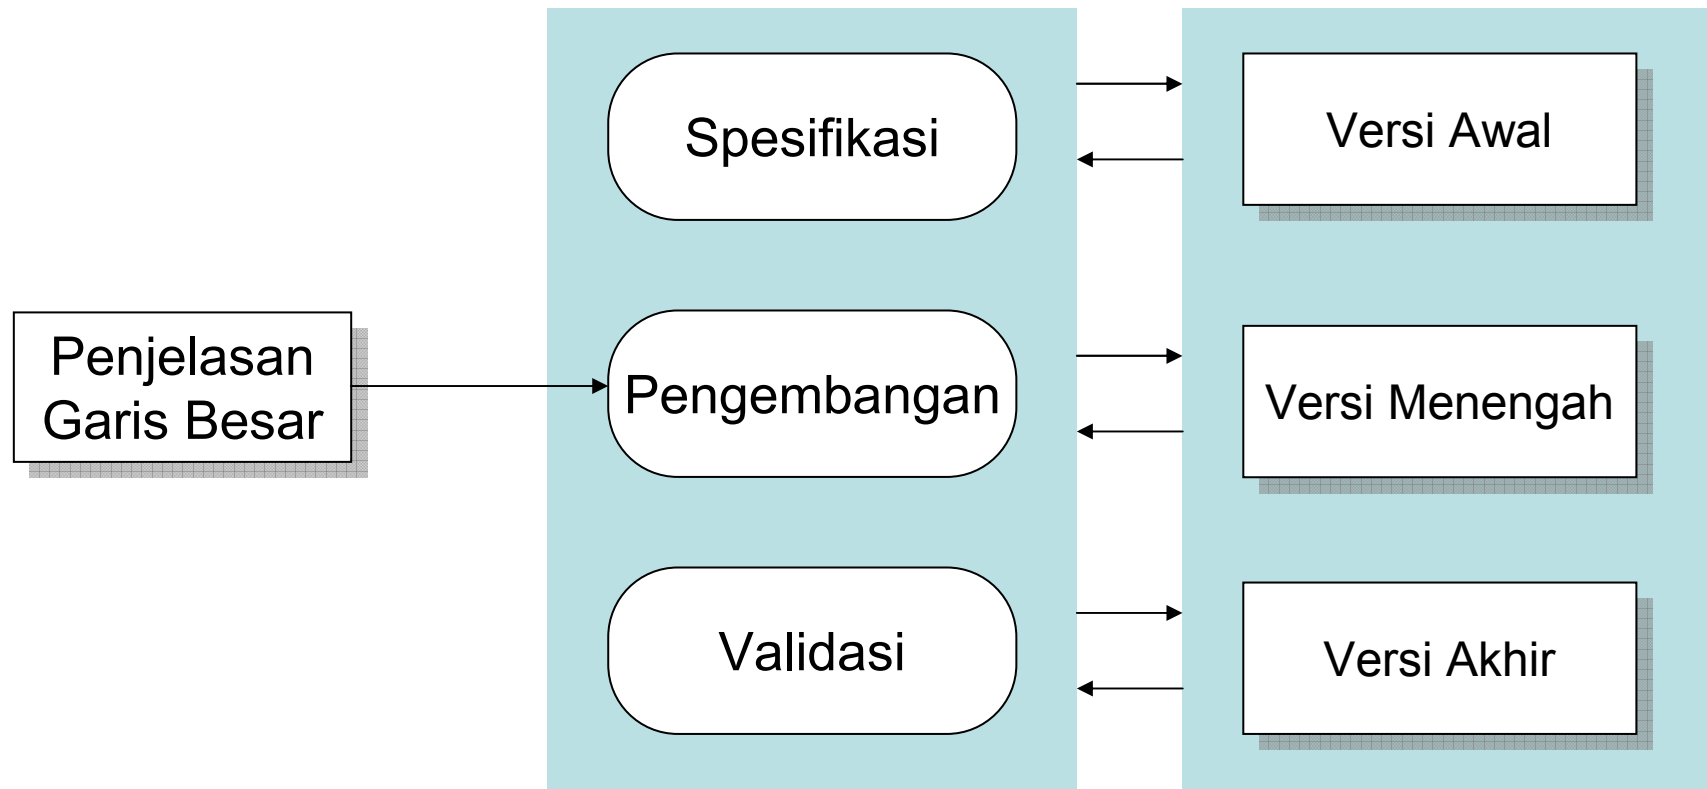 Penjelasan
Garis Besar
Spesifikasi
Pengembangan
Validasi
Versi Awal
Versi Menengah
Versi Akhir